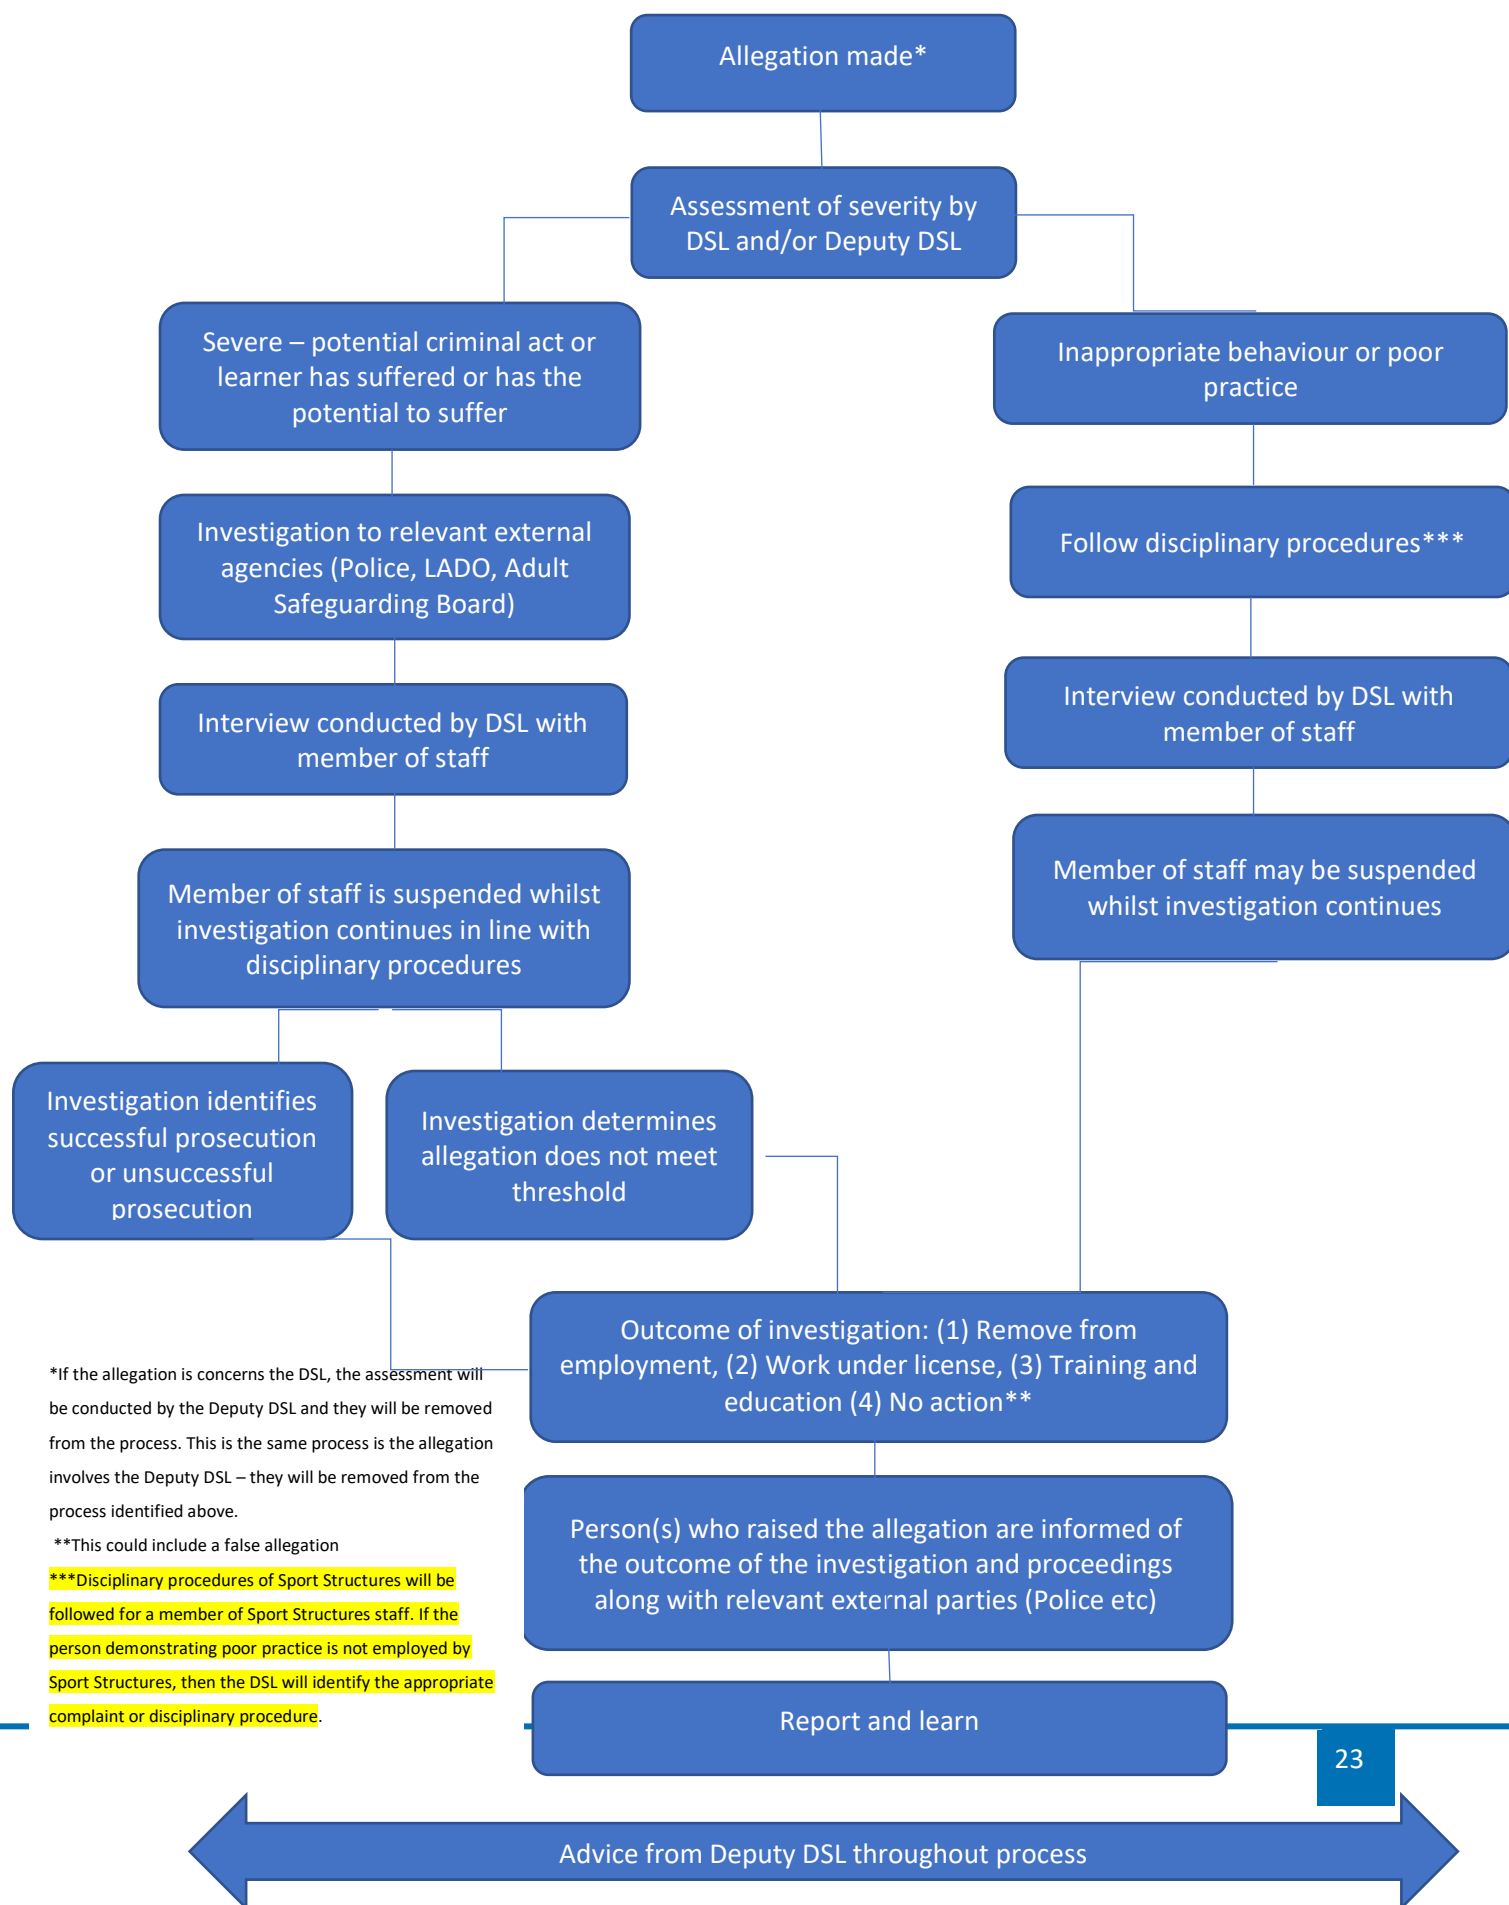 Allegation made*
Assessment of severity by
DSL and/or Deputy DSL
Severe – potential criminal act or
learner has suffered or has the
potential to suffer
Inappropriate behaviour or poor
practice
Investigation to relevant external
agencies (Police, LADO, Adult
Safeguarding Board)
Follow disciplinary procedures***
Interview conducted by DSL with
member of staff
Interview conducted by DSL with
member of staff
Member of staff is suspended whilst
investigation continues in line with
disciplinary procedures
Member of staff may be suspended
whilst investigation continues
Investigation identifies
successful prosecution
or unsuccessful
prosecution
Investigation determines
allegation does not meet
threshold
Outcome of investigation: (1) Remove from
employment, (2) Work under license, (3) Training and
education (4) No action**
*If the allegation is concerns the DSL, the assessment will
be conducted by the Deputy DSL and they will be removed
from the process. This is the same process is the allegation
involves the Deputy DSL – they will be removed from the
process identified above.
**This could include a false allegation
***Disciplinary procedures of Sport Structures will be
followed for a member of Sport Structures staff. If the
person demonstrating poor practice is not employed by
Sport Structures, then the DSL will identify the appropriate
complaint or disciplinary procedure.
Person(s) who raised the allegation are informed of
the outcome of the investigation and proceedings
along with relevant external parties (Police etc)
Report and learn
23
Advice from Deputy DSL throughout process